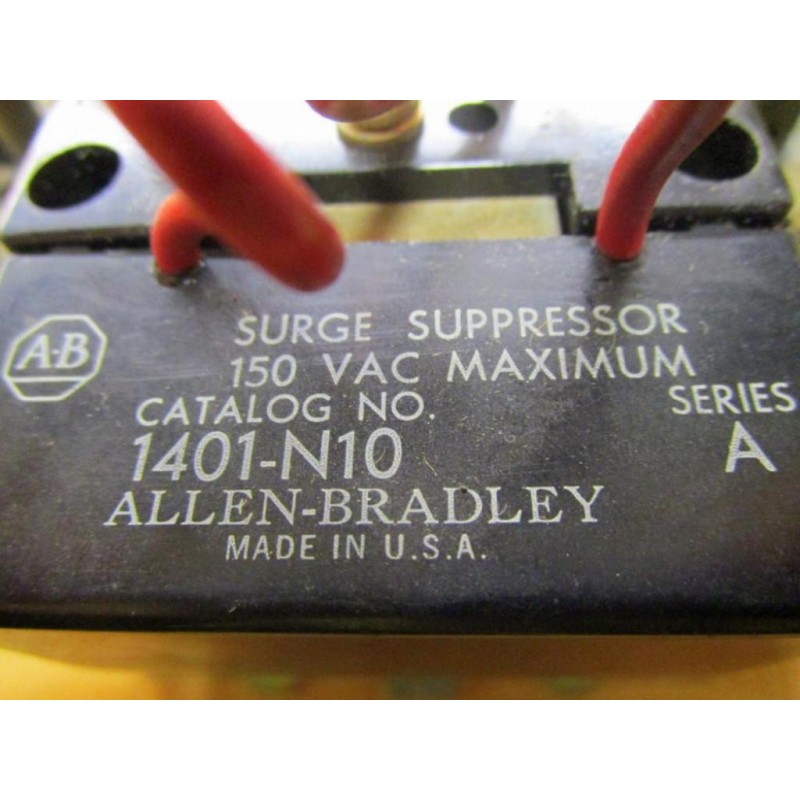 A-B
SURGE SUPPRESSOR
150 VAC MAXIMUM
CATALOG NO.
SERIES
1401-N10
A
ALLEN-BRADLEY
MADE IN U.S.A.